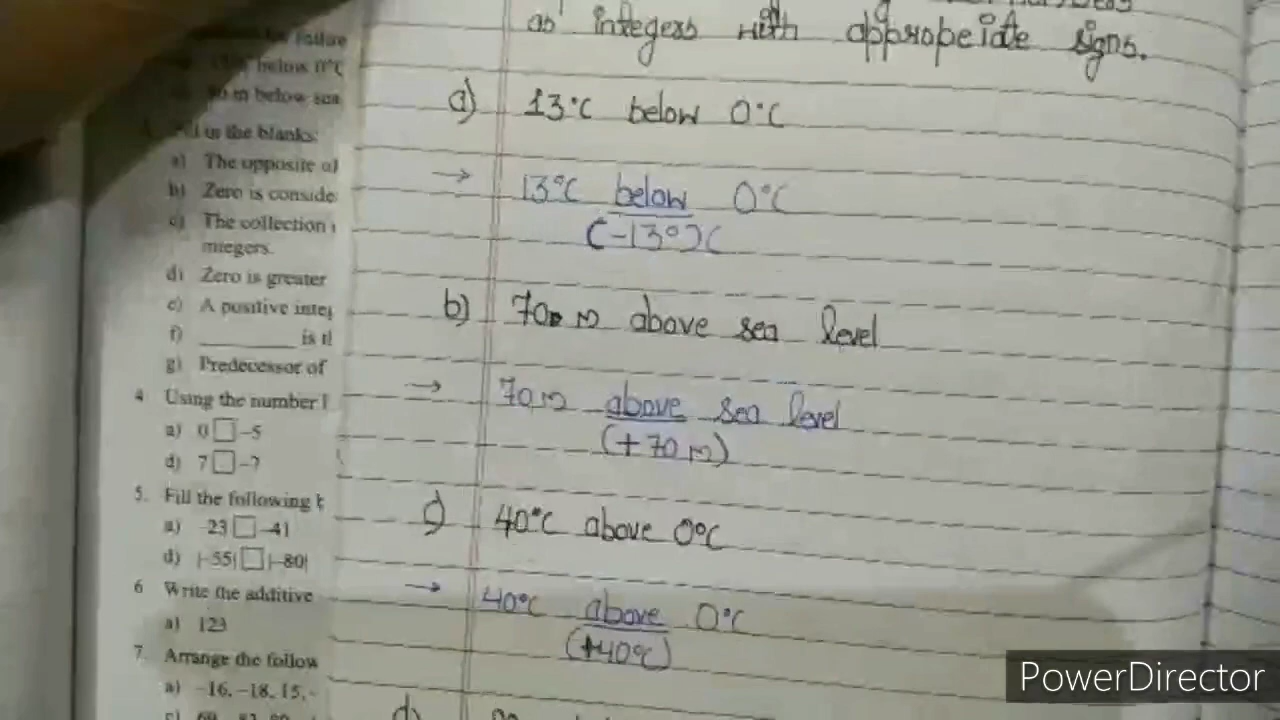 as integers with appropeiate signs.
a) 13°C below 0°C
→ 13°C below 0°C
(-13°)C
b) 70 m above sea level
→ 70m above sea level
(+70 m)
c) 40°C above 0°C
→ 40°C above 0°C
(+40°C)
d)
below 0°C
m below sea
in the blanks:
a) The opposite of
b) Zero is conside
c) The collection
integers.
d) Zero is greater
e) A positive inte
f) ________ is
g) Predecessor of
4. Using the number
a) 0 □ -5
d) 7 □ -7
5. Fill the following
a) 23 □ -41
d) |-55| □ |-80|
6 Write the additive
a) 123
7. Arrange the follow
a) -16, -18, 15, -
PowerDirector